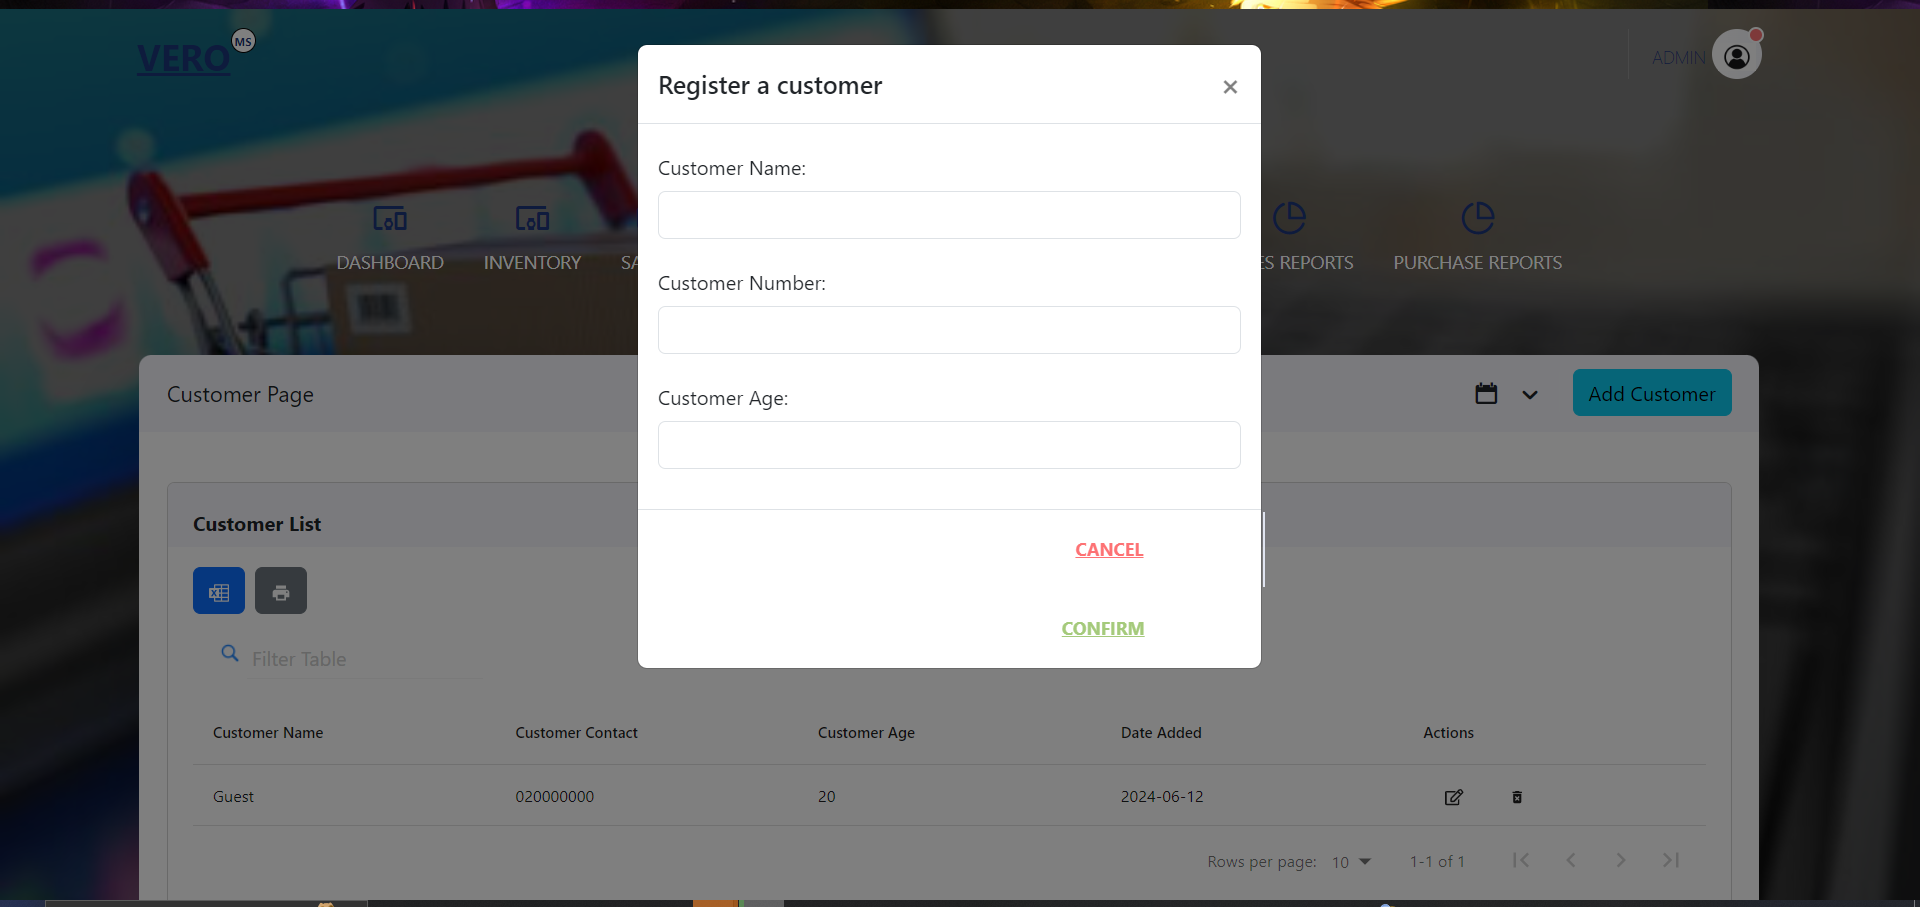 VERO MS
ADMIN
Register a customer
×
Customer Name:
Customer Number:
Customer Age:
CANCEL
CONFIRM
DASHBOARD
INVENTORY
SA
ES REPORTS
PURCHASE REPORTS
Customer Page
Add Customer
Customer List
Filter Table
Customer Name Customer Contact Customer Age Date Added Actions
Guest 020000000 20 2024-06-12
Rows per page: 10 1-1 of 1